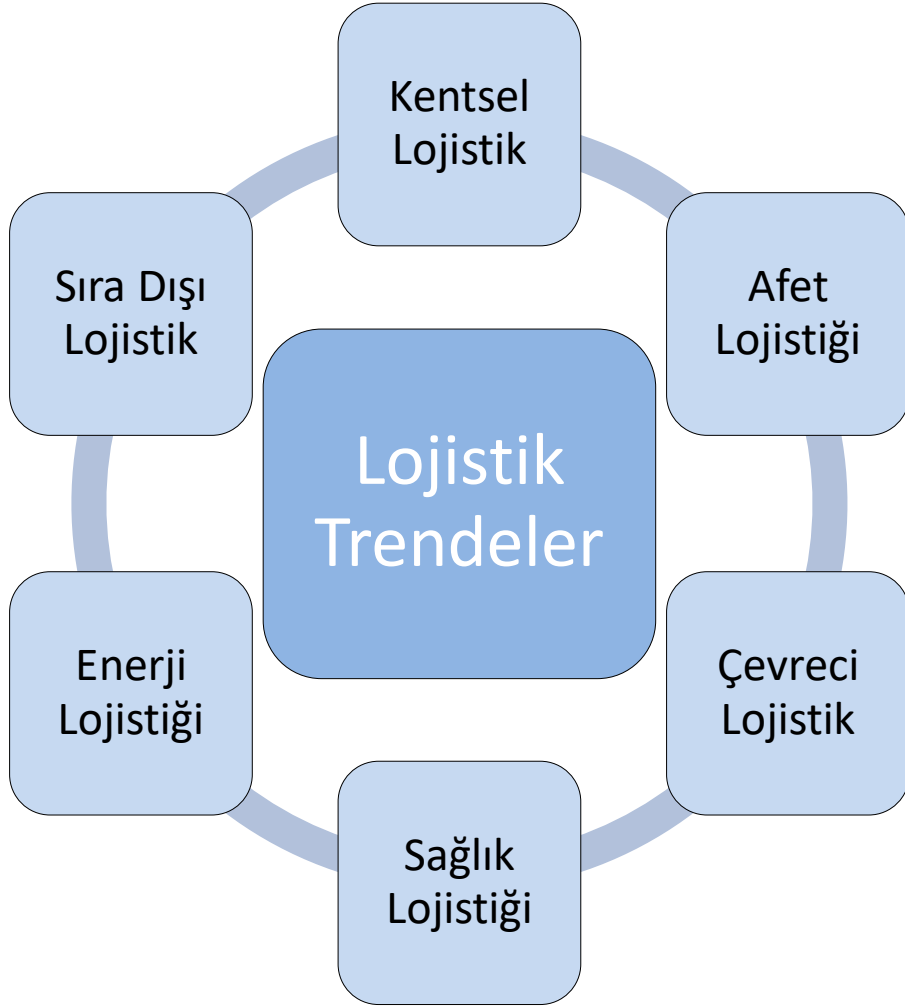 Kentsel
Lojistik
Sıra Dışı
Lojistik
Afet
Lojistiği
Lojistik
Trendeler
Enerji
Lojistiği
Çevreci
Lojistik
Sağlık
Lojistiği